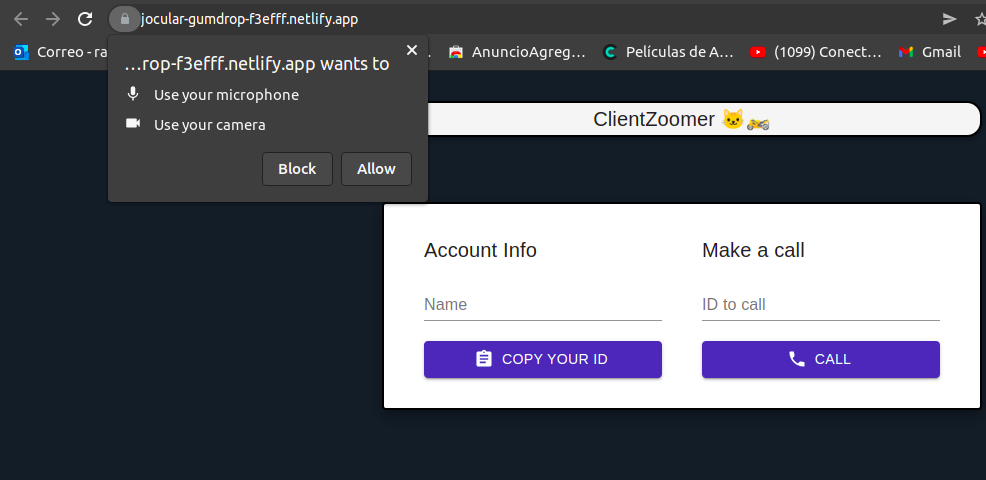 jocular-gumdrop-f3efff.netlify.app
Correo - ra
AnuncioAgreg…
Películas de A…
(1099) Conect…
Gmail
…rop-f3efff.netlify.app wants to
Use your microphone
Use your camera
Block
Allow
ClientZoomer 🐱🏍
Account Info
Make a call
Name
ID to call
COPY YOUR ID
CALL